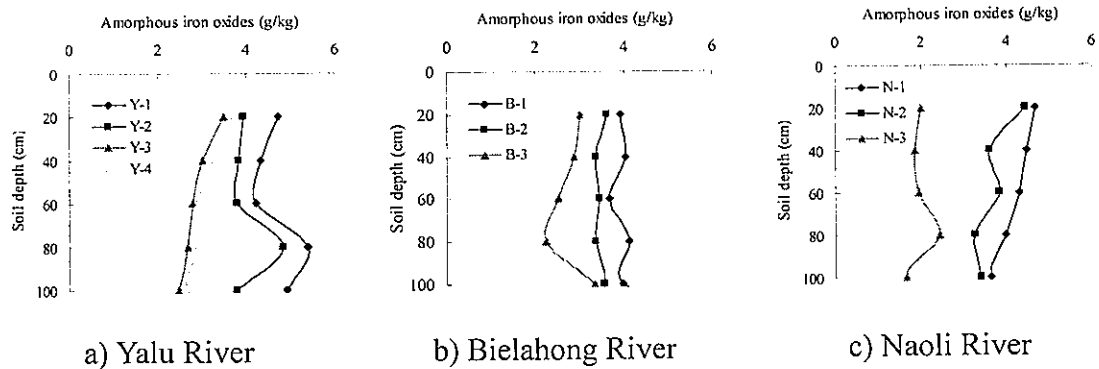 Amorphous iron oxides (g/kg)
0 2 4 6
0
20
40
60
80
100
Soil depth (cm)
Y-1
Y-2
Y-3
Y-4
a) Yalu River
Amorphous iron oxides (g/kg)
0 2 4 6
0
20
40
60
80
100
Soil depth (cm)
B-1
B-2
B-3
b) Bielahong River
Amorphous iron oxides (g/kg)
0 2 4 6
0
20
40
60
80
100
Soil depth (cm)
N-1
N-2
N-3
c) Naoli River